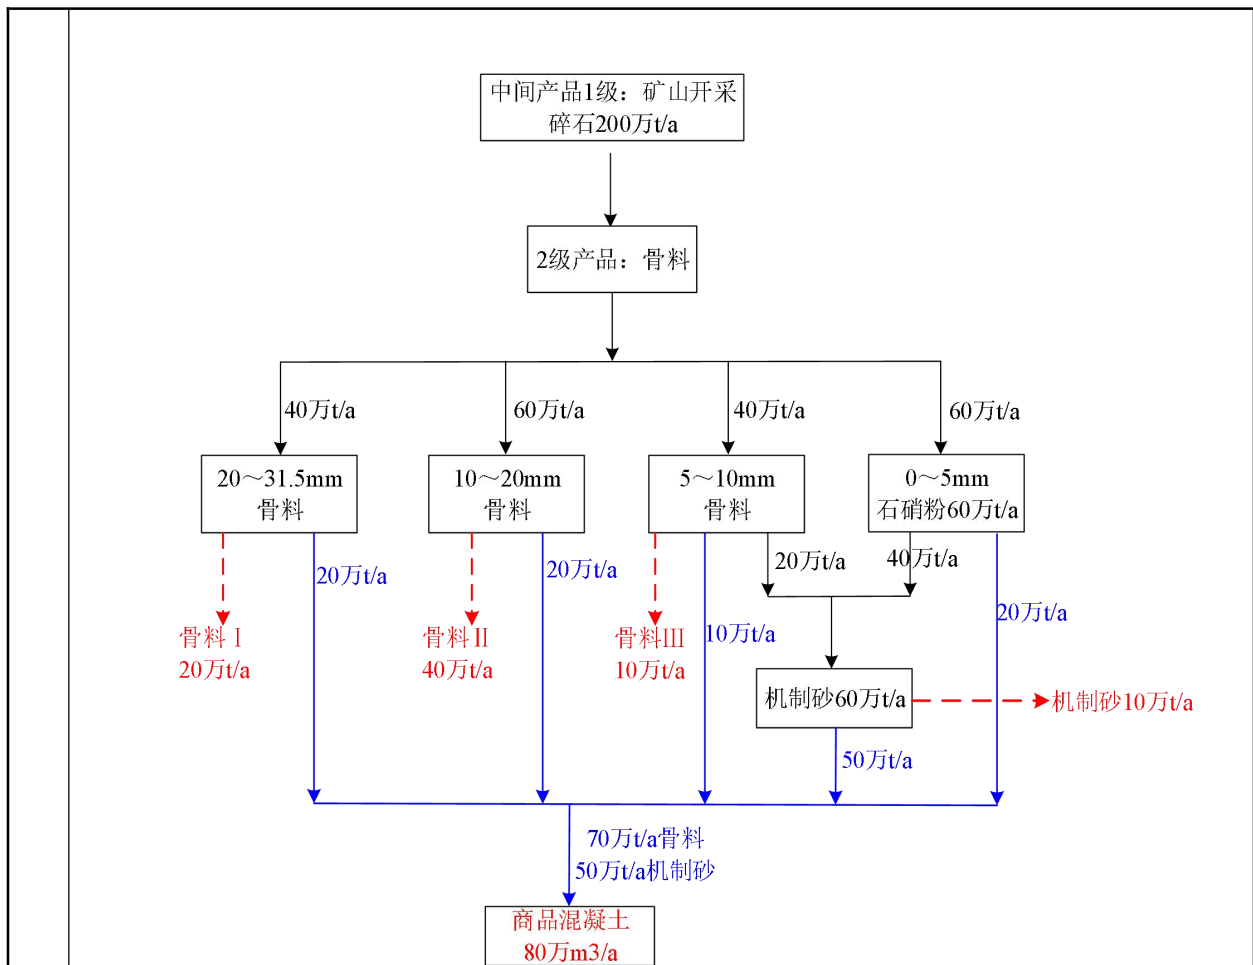 中间产品1级：矿山开采
碎石200万t/a
2级产品：骨料
40万t/a
60万t/a
40万t/a
60万t/a
20～31.5mm
骨料
10～20mm
骨料
5～10mm
骨料
0～5mm
石硝粉60万t/a
20万t/a
20万t/a
20万t/a
40万t/a
骨料Ⅰ
20万t/a
骨料Ⅱ
40万t/a
骨料Ⅲ
10万t/a
10万t/a
20万t/a
机制砂60万t/a
机制砂10万t/a
50万t/a
70万t/a骨料
50万t/a机制砂
商品混凝土
80万m3/a